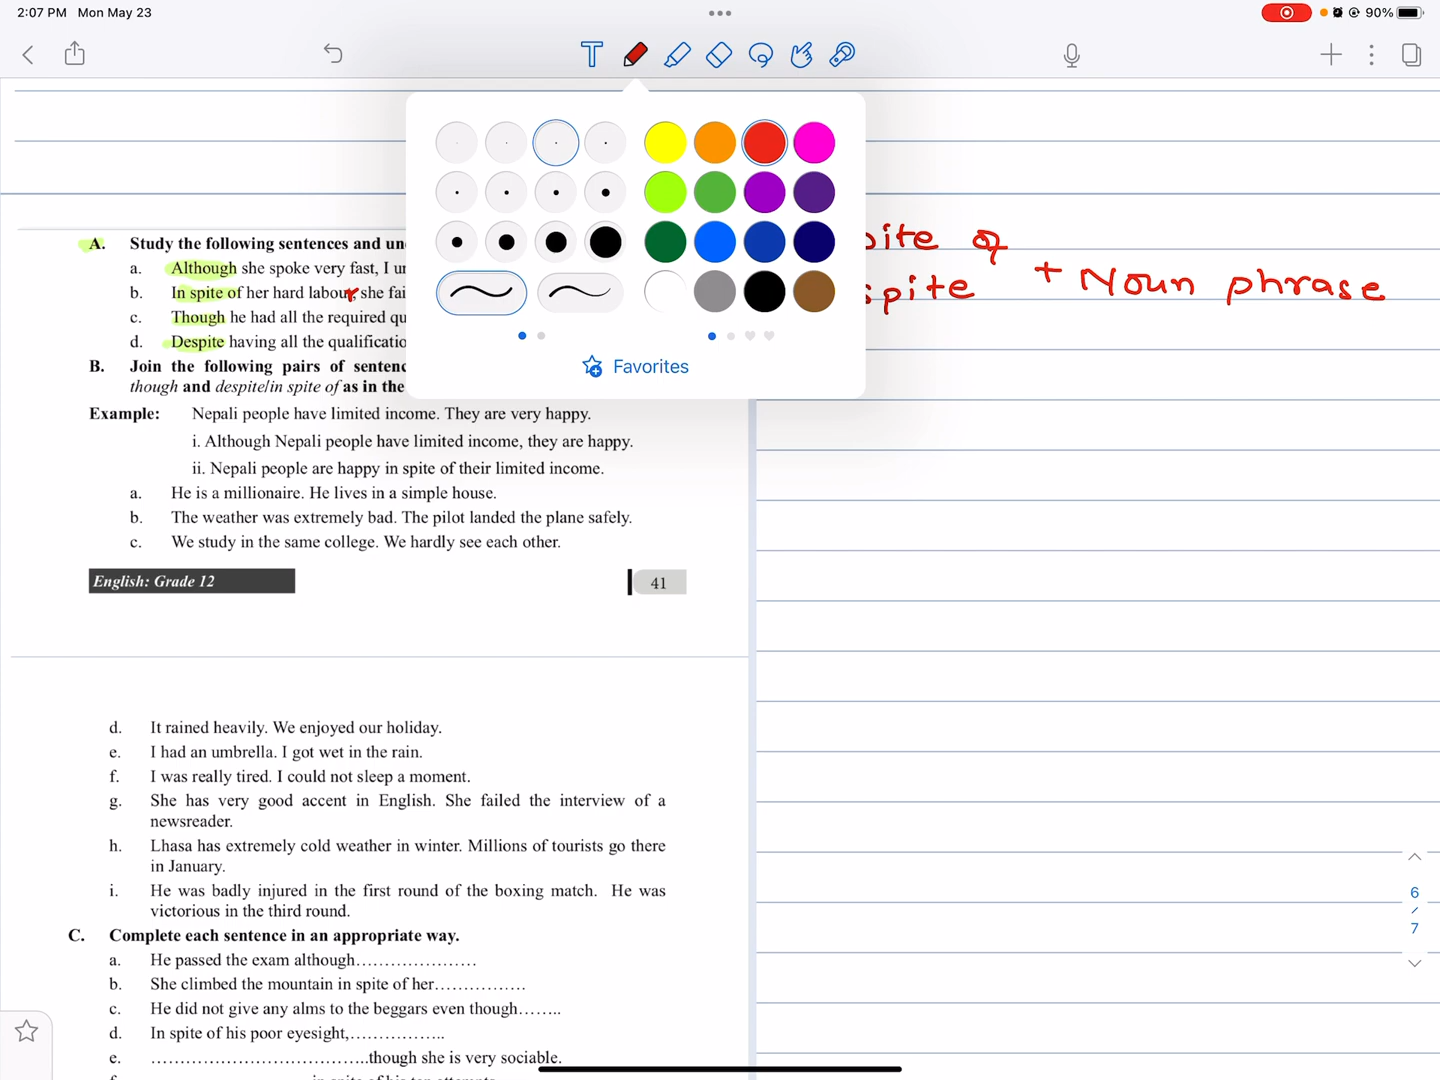 2:07 PM Mon May 23
90%
A. Study the following sentences and
a. Although she spoke very fast, I
b. In spite of her hard labour, she
c. Though he had all the required
d. Despite having all the
B. Join the following pairs of
though and despite/in spite of as in the
Example: Nepali people have limited income. They are very happy.
i. Although Nepali people have limited income, they are happy.
ii. Nepali people are happy in spite of their limited income.
a. He is a millionaire. He lives in a simple house.
b. The weather was extremely bad. The pilot landed the plane safely.
c. We study in the same college. We hardly see each other.
English: Grade 12
41
Favorites
of
+ Noun phrase
d. It rained heavily. We enjoyed our holiday.
e. I had an umbrella. I got wet in the rain.
f. I was really tired. I could not sleep a moment.
g. She has very good accent in English. She failed the interview of a
newsreader.
h. Lhasa has extremely cold weather in winter. Millions of tourists go there
in January.
i. He was badly injured in the first round of the boxing match. He was
victorious in the third round.
C. Complete each sentence in an appropriate way.
a. He passed the exam although.....................
b. She climbed the mountain in spite of her................
c. He did not give any alms to the beggars even though........
d. In spite of his poor eyesight,.................
e. ......................................though she is very sociable.
6
/
7